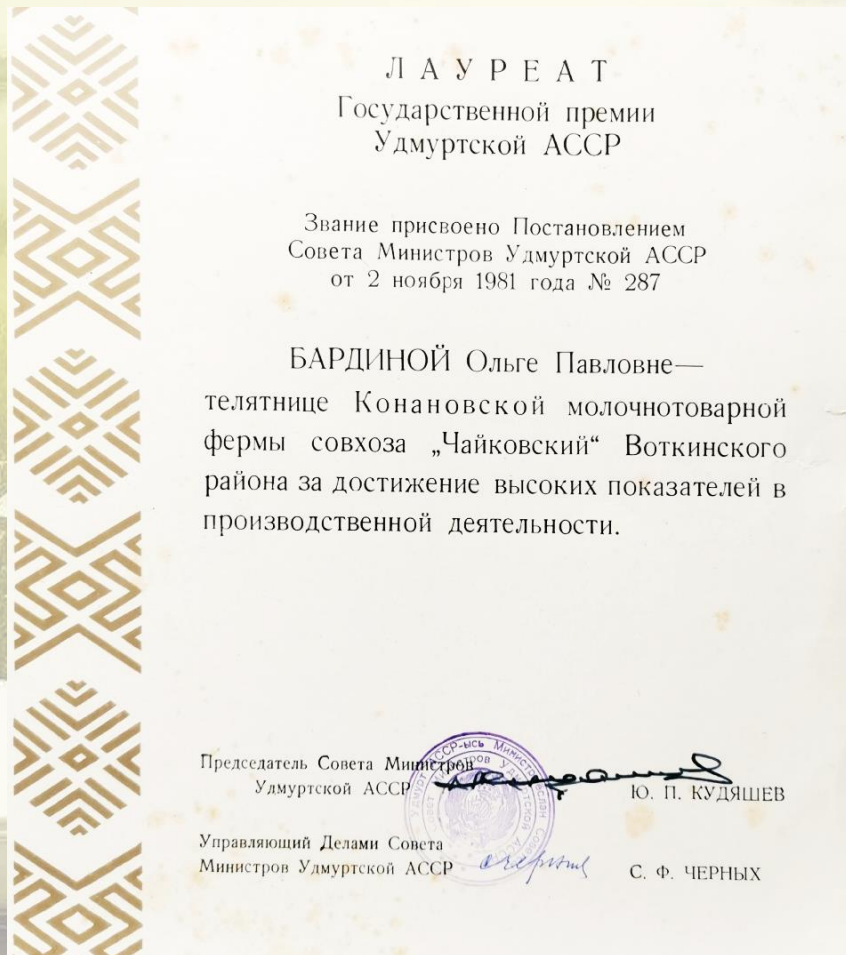 ЛАУРЕАТ
Государственной премии
Удмуртской АССР
Звание присвоено Постановлением
Совета Министров Удмуртской АССР
от 2 ноября 1981 года № 287
БАРДИНОЙ Ольге Павловне—
телятнице Конановской молочнотоварной
фермы совхоза „Чайковский“ Воткинского
района за достижение высоких показателей в
производственной деятельности.
Председатель Совета Министров
Удмуртской АССР
Ю. П. КУДЯШЕВ
Управляющий Делами Совета
Министров Удмуртской АССР
С. Ф. ЧЕРНЫХ